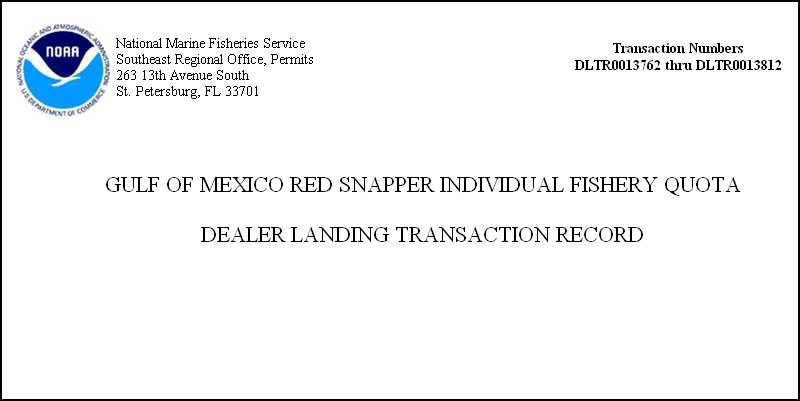 NATIONAL OCEANIC AND ATMOSPHERIC ADMINISTRATION
NOAA
U.S. DEPARTMENT OF COMMERCE
National Marine Fisheries Service
Southeast Regional Office, Permits
263 13th Avenue South
St. Petersburg, FL 33701
Transaction Numbers
DLTR0013762 thru DLTR0013812
GULF OF MEXICO RED SNAPPER INDIVIDUAL FISHERY QUOTA
DEALER LANDING TRANSACTION RECORD